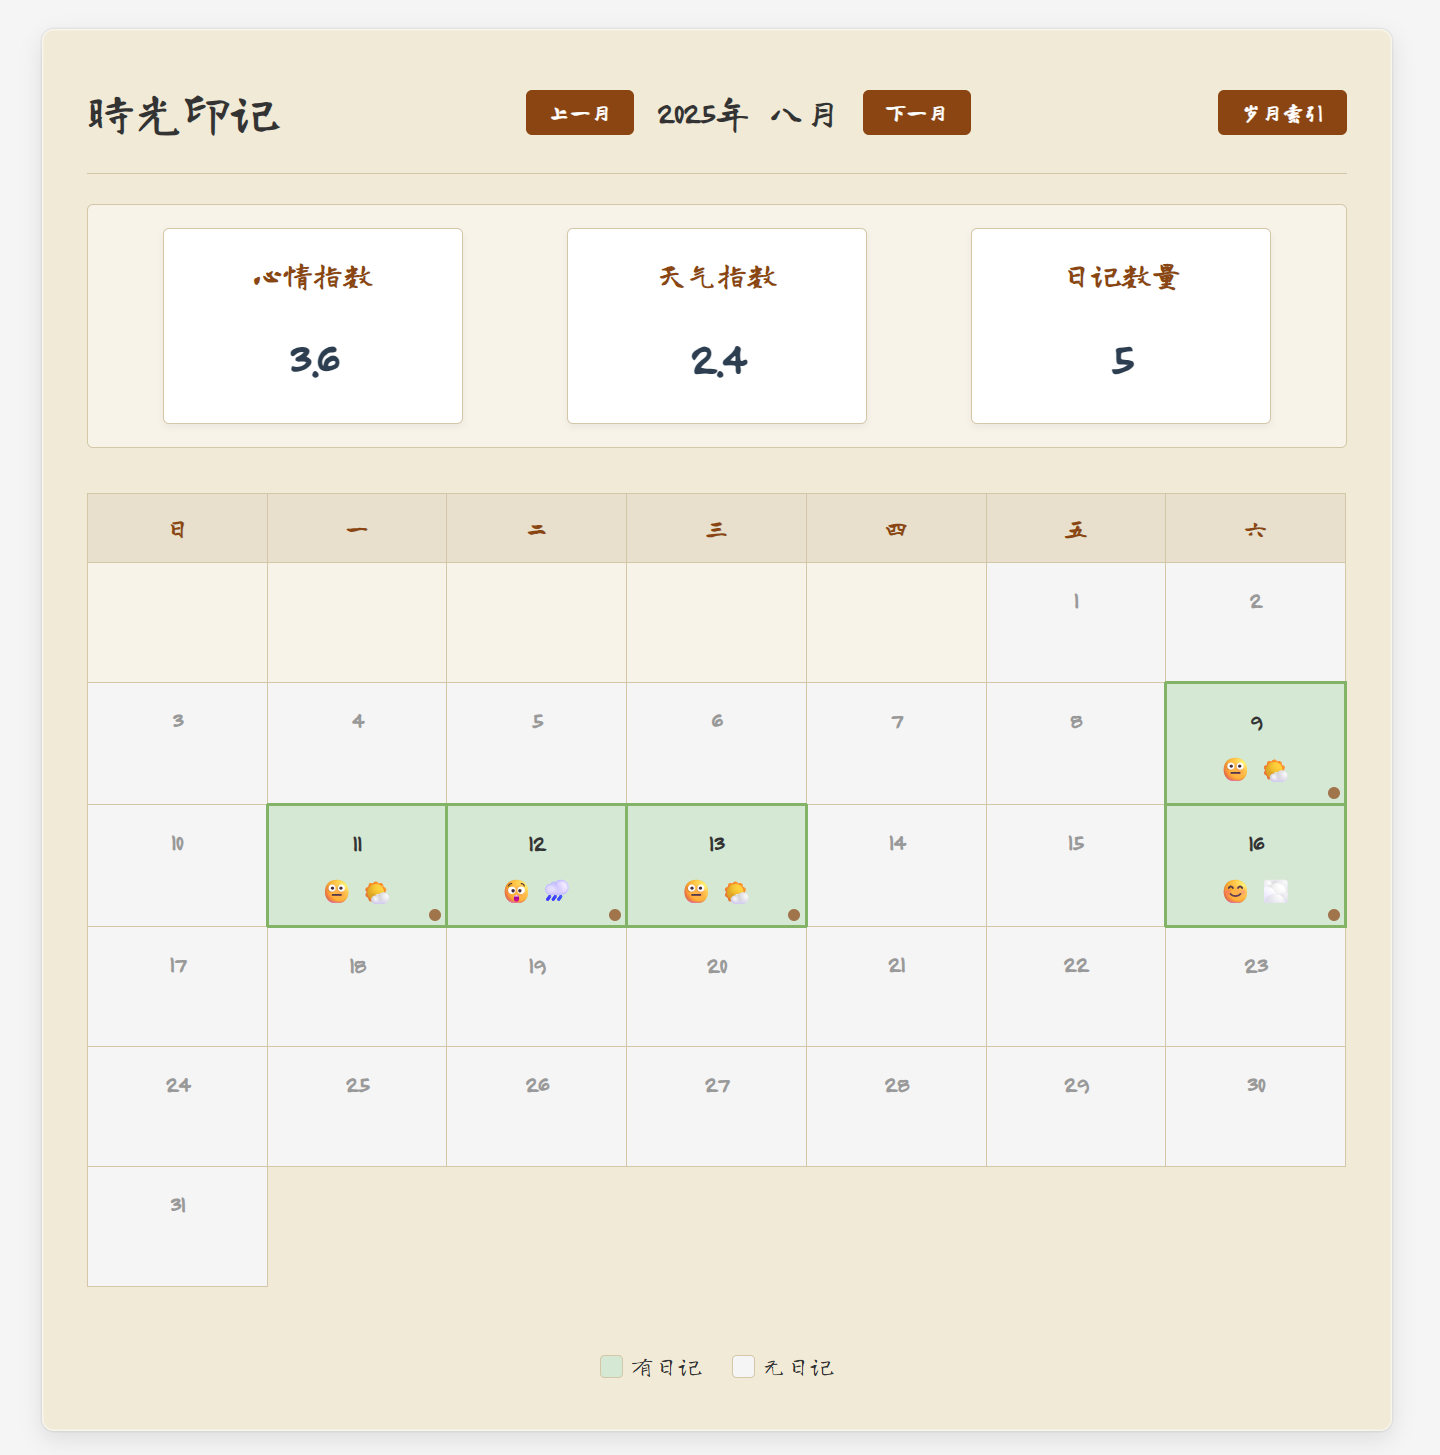 時光印记
上一月 2025年 八月 下一月
岁月索引
心情指数 天气指数 日记数量
3.6 2.4 5
日 一 二 三 四 五 六
1 2
3 4 5 6 7 8 9
10 11 12 13 14 15 16
17 18 19 20 21 22 23
24 25 26 27 28 29 30
31
有日记 无日记